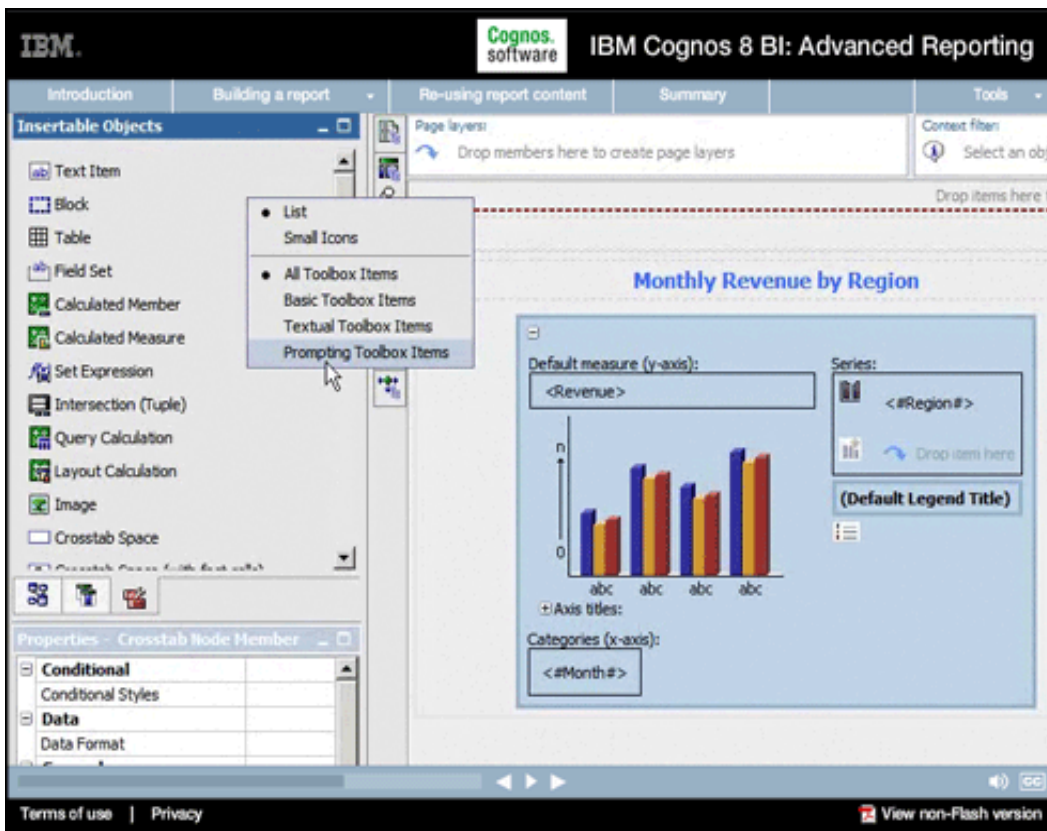 IBM.
Cognos.
software
IBM Cognos 8 BI: Advanced Reporting
Introduction
Building a report
Re-using report content
Summary
Tools
Insertable Objects
Text Item
Block
Table
Field Set
Calculated Member
Calculated Measure
Set Expression
Intersection (Tuple)
Query Calculation
Layout Calculation
Image
Crosstab Space
List
Small Icons
All Toolbox Items
Basic Toolbox Items
Textual Toolbox Items
Prompting Toolbox Items
Page layers:
Drop members here to create page layers
Context filter:
Select an obj
Drop items here
Monthly Revenue by Region
Default measure (y-axis):
<Revenue>
Series:
<#Region#>
Drop item here
(Default Legend Title)
n
0
abc abc abc abc
Axis titles:
Categories (x-axis):
<#Month#>
Properties - Crosstab Node Member
Conditional
Conditional Styles
Data
Data Format
CC
Terms of use | Privacy
View non-Flash version